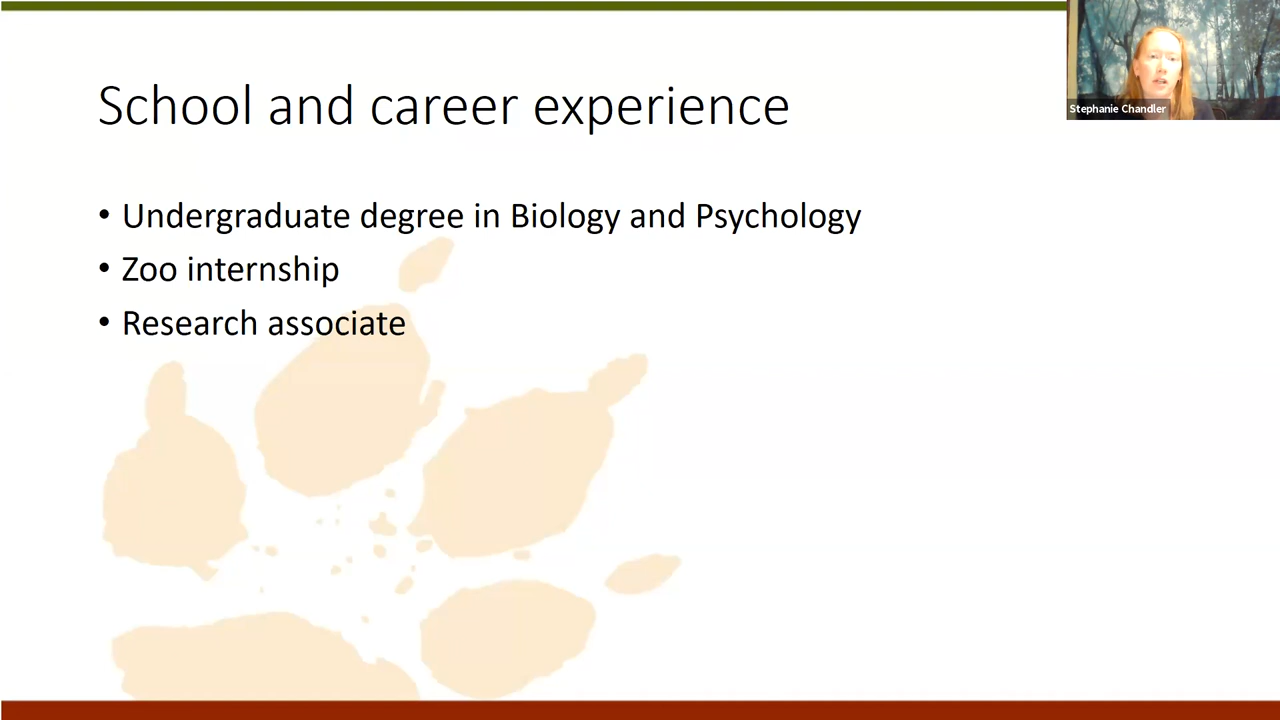 School and career experience
Stephanie Chandler
• Undergraduate degree in Biology and Psychology
• Zoo internship
• Research associate